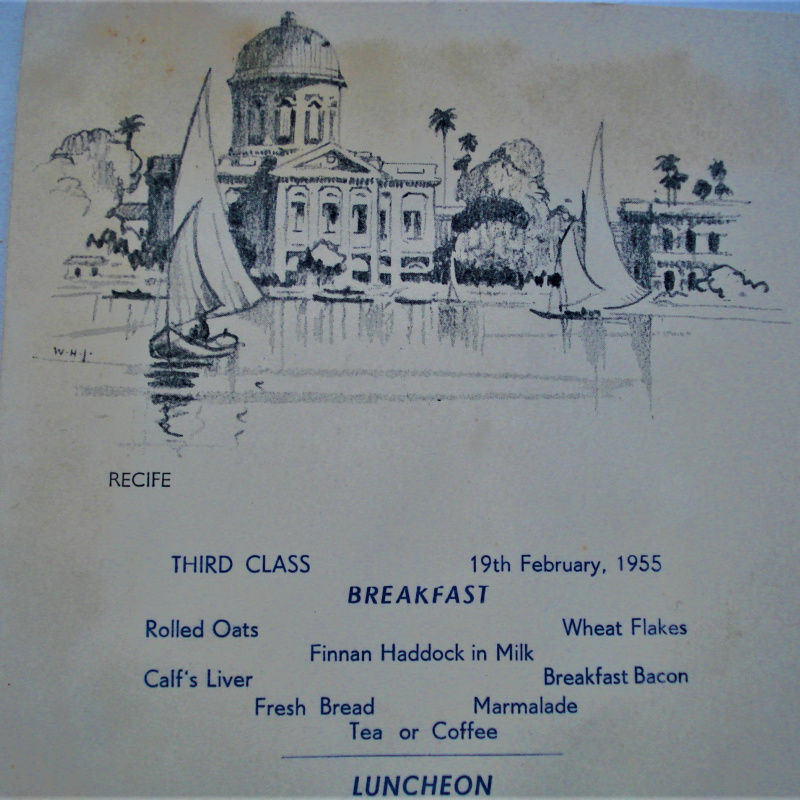 W.H.J.
RECIFE
THIRD CLASS 19th February, 1955
BREAKFAST
Rolled Oats Wheat Flakes
Finnan Haddock in Milk
Calf's Liver Breakfast Bacon
Fresh Bread Marmalade
Tea or Coffee
LUNCHEON